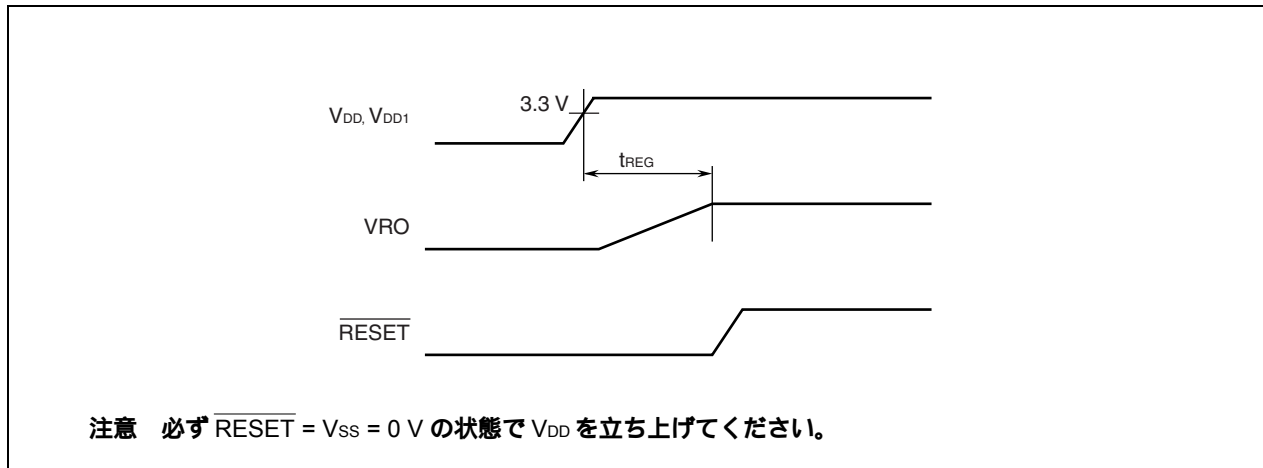 3.3 V
VDD, VDD1
tREG
VRO
RESET
注意 必ず RESET = VSS = 0 V の状態で VDD を立ち上げてください。